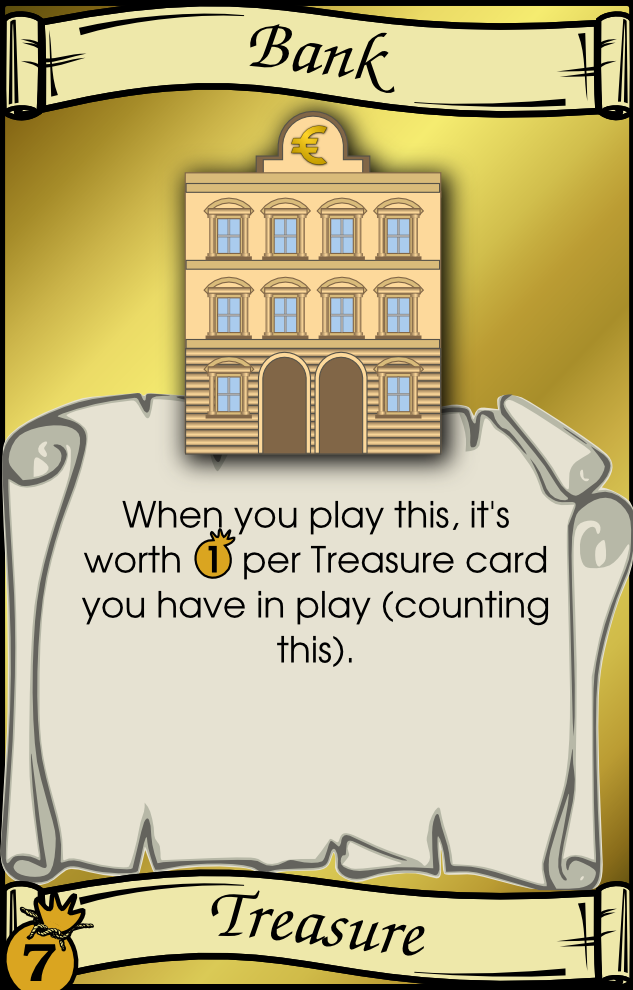 Bank
€
When you play this, it's
worth 1 per Treasure card
you have in play (counting
this).
Treasure
7